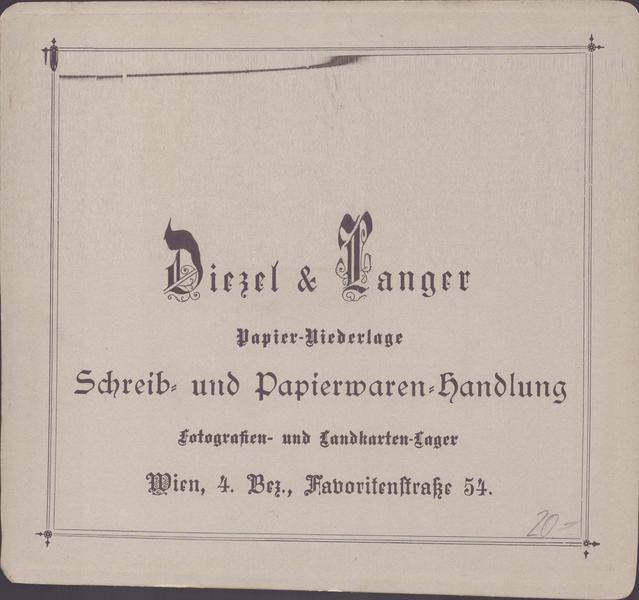 Diezel & Langer
Papier-Niederlage
Schreib- und Papierwaren-Handlung
Fotografien- und Landkarten-Lager
Wien, 4. Bez., Favoritenstraße 54.
20-